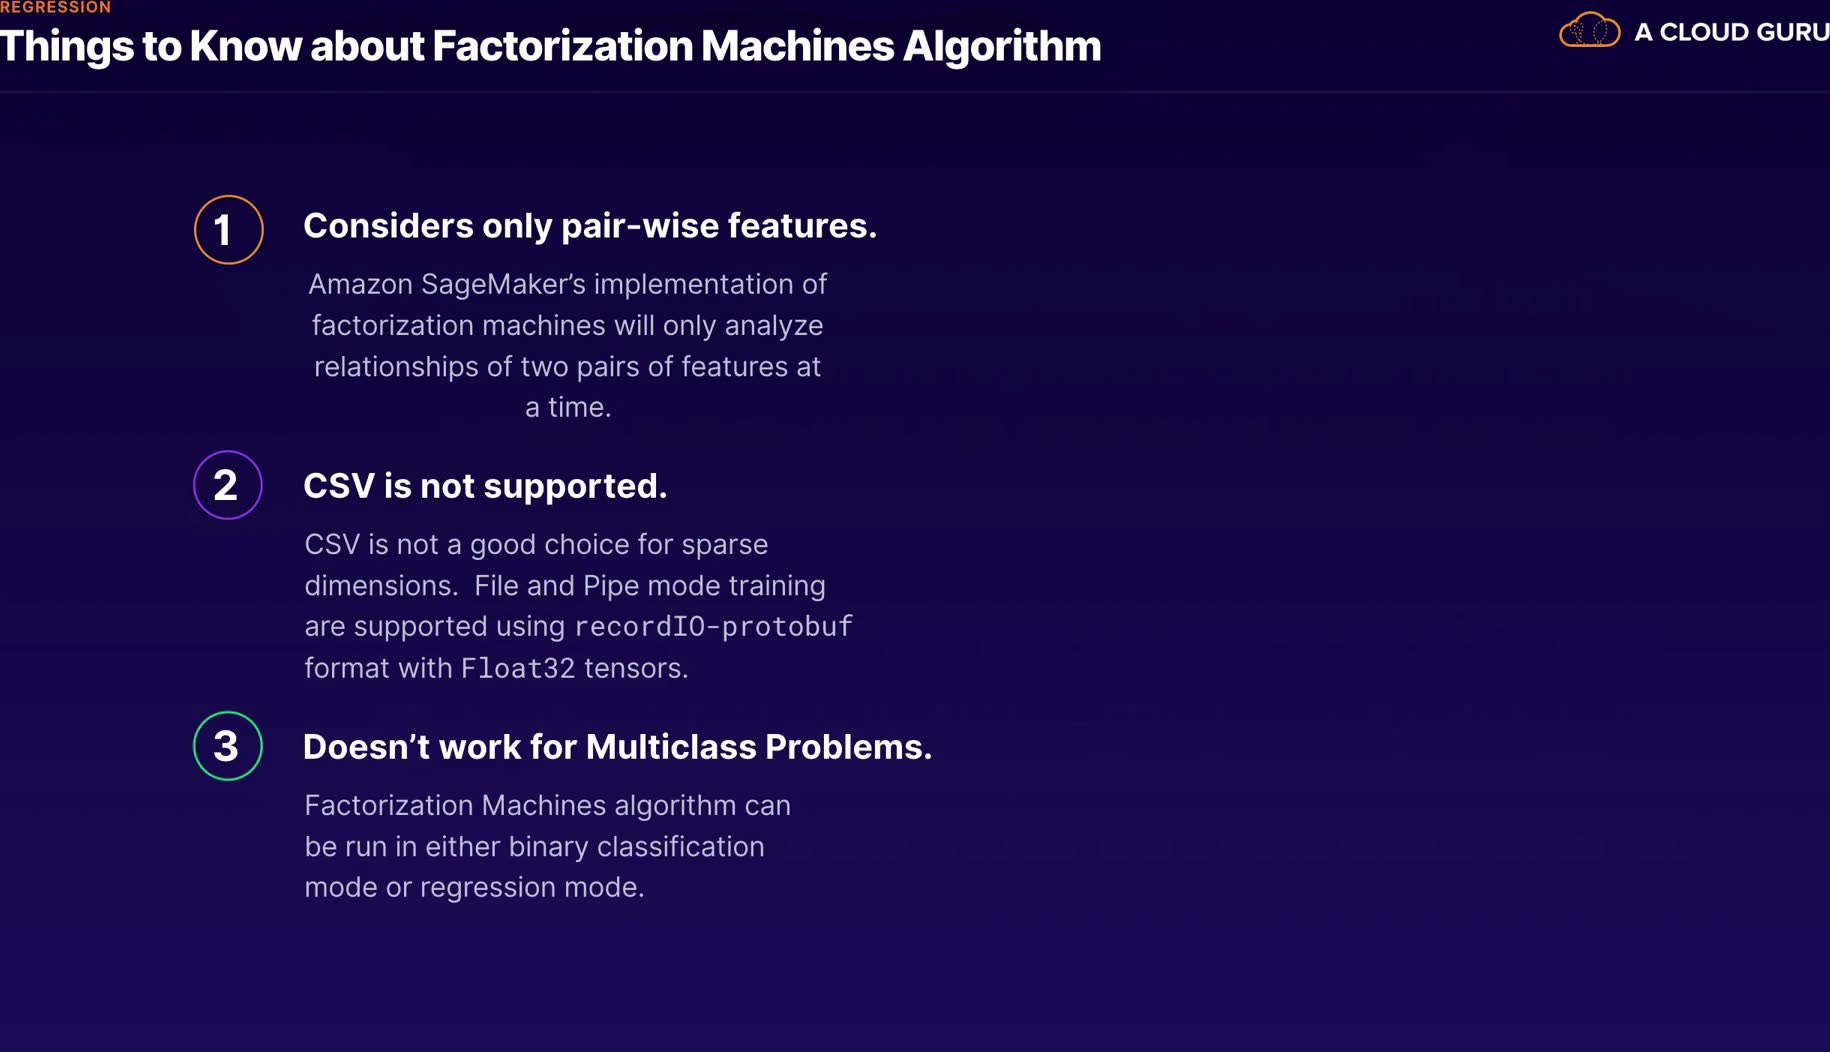 REGRESSION
Things to Know about Factorization Machines Algorithm
A CLOUD GURU
1
Considers only pair-wise features.
Amazon SageMaker’s implementation of
factorization machines will only analyze
relationships of two pairs of features at
a time.
2
CSV is not supported.
CSV is not a good choice for sparse
dimensions.  File and Pipe mode training
are supported using recordIO-protobuf
format with Float32 tensors.
3
Doesn’t work for Multiclass Problems.
Factorization Machines algorithm can
be run in either binary classification
mode or regression mode.